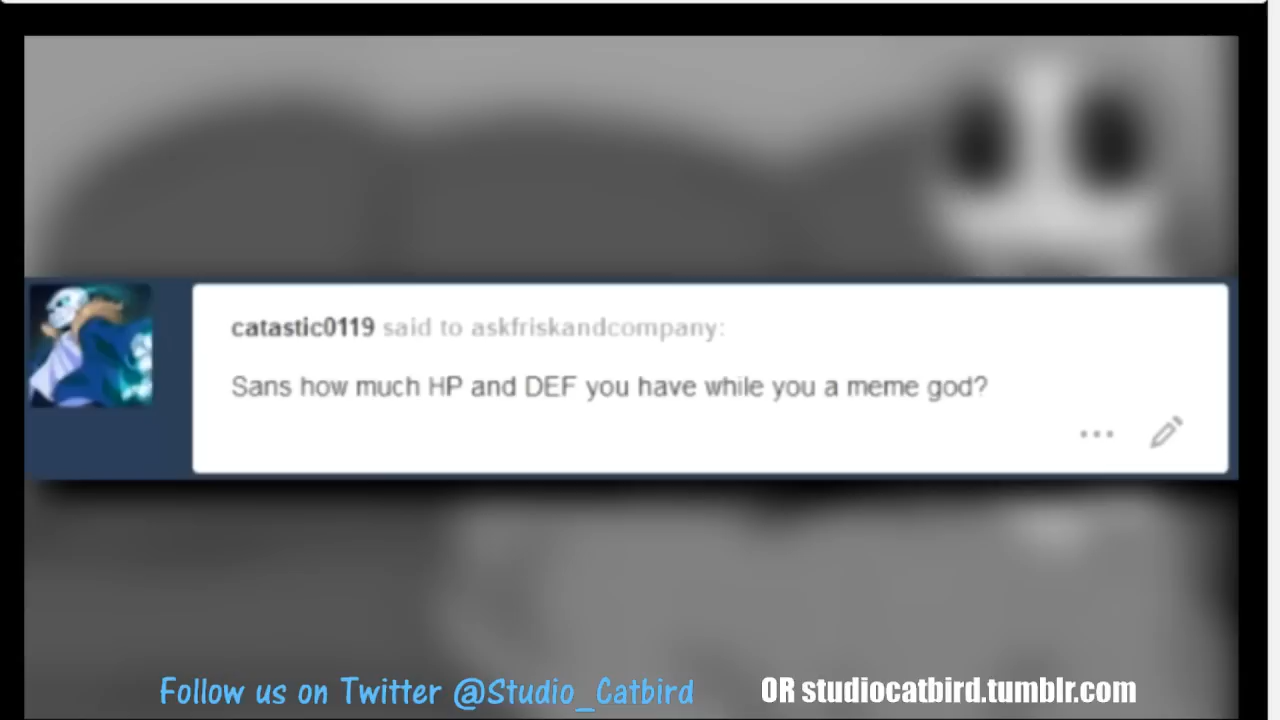 catastic0119 said to askfriskandcompany:
Sans how much HP and DEF you have while you a meme god?
Follow us on Twitter @Studio_Catbird OR studiocatbird.tumblr.com